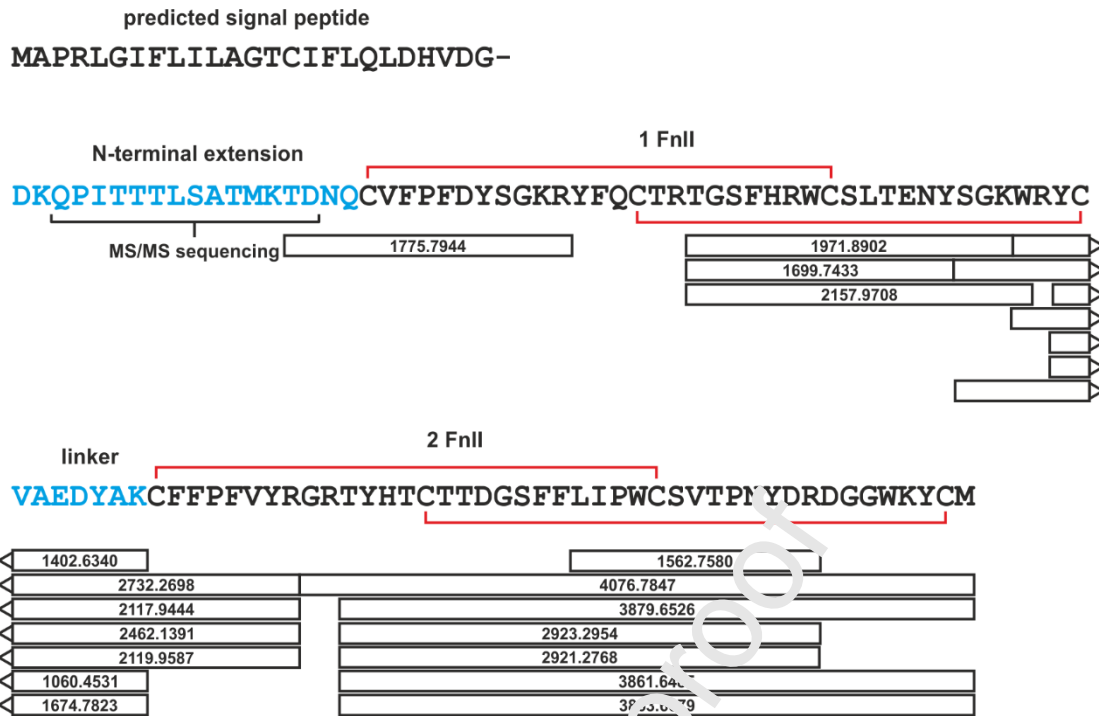 predicted signal peptide
MAPRLGIFLILAGTCIFLQLDHVDG-
1 FnII
N-terminal extension
DKQPITTTLSATMKTDNQCVFPFDYSGKRYFQCTRTGSFHRWCSLTENYSGKWRYC
MS/MS sequencing
1775.7944
1971.8902
1699.7433
2157.9708
2 FnII
linker
VAEDYAKCFFPFVYRGRTYHTCTTDGSFFLIPWCSVTPNYDRDGGWKYCM
1402.6340 1562.7580
2732.2698 4076.7847
2117.9444 3879.6526
2462.1391 2923.2954
2119.9587 2921.2768
1060.4531
1674.7823
proof